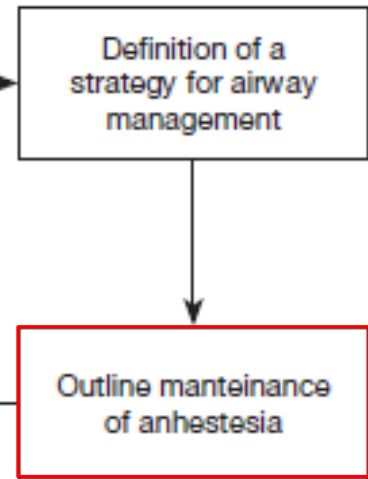 Definition of a
strategy for airway
management
Outline manteinance
of anhestesia